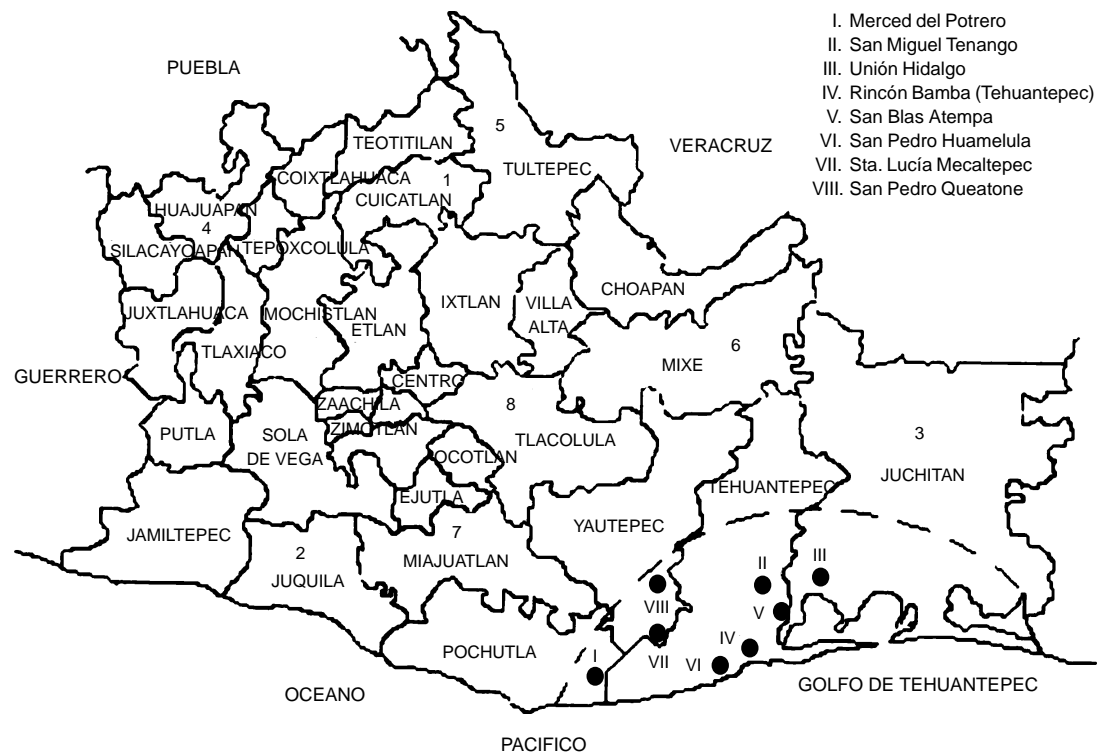 I. Merced del Potrero
II. San Miguel Tenango
III. Unión Hidalgo
IV. Rincón Bamba (Tehuantepec)
V. San Blas Atempa
VI. San Pedro Huamelula
VII. Sta. Lucía Mecaltepec
VIII. San Pedro Queatone
PUEBLA
5
VERACRUZ
TEOTITILAN
TULTEPEC
COIXTLAHUACA
1
CUICATLAN
HUAJUAPAN
4
SILACAYOAPAN
TEPOXCOLULA
CHOAPAN
IXTLAN
VILLA
ALTA
JUXTLAHUACA
MOCHISTLAN
ETLAN
6
TLAXIACO
MIXE
GUERRERO
CENTRO
ZAACHILA
8
ZIMOTLAN
PUTLA
SOLA
DE VEGA
TLACOLULA
3
OCOTLAN
JUCHITAN
TEHUANTEPEC
EJUTLA
JAMILTEPEC
7
YAUTEPEC
2
MIAJUATLAN
JUQUILA
II
III
VIII
V
IV
POCHUTLA
I
VII
VI
OCEANO
GOLFO DE TEHUANTEPEC
PACIFICO